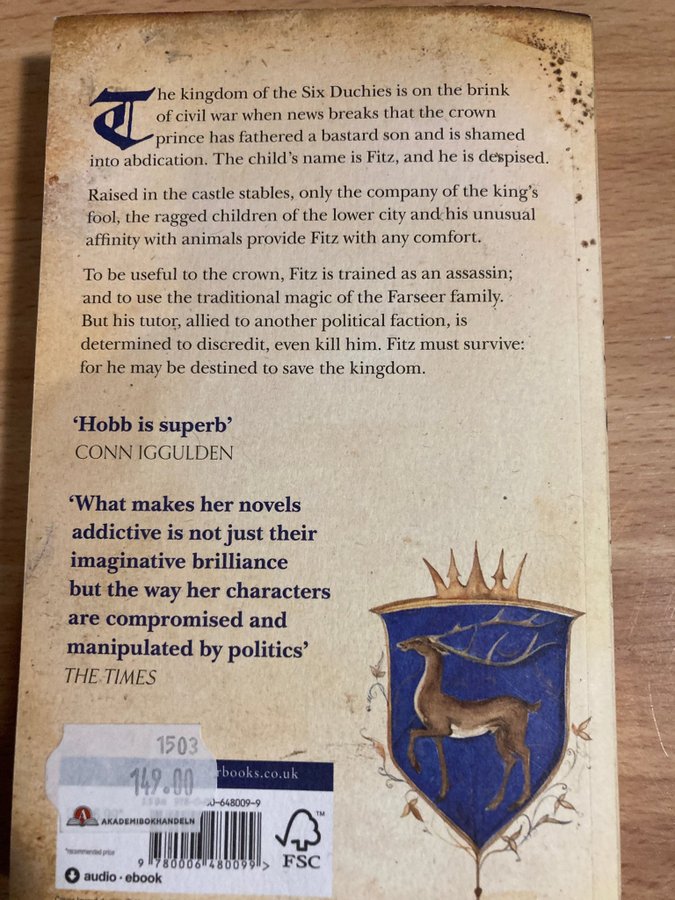 The kingdom of the Six Duchies is on the brink
of civil war when news breaks that the crown
prince has fathered a bastard son and is shamed
into abdication. The child's name is Fitz, and he is despised.
Raised in the castle stables, only the company of the king's
fool, the ragged children of the lower city and his unusual
affinity with animals provide Fitz with any comfort.
To be useful to the crown, Fitz is trained as an assassin;
and to use the traditional magic of the Farseer family.
But his tutor, allied to another political faction, is
determined to discredit, even kill him. Fitz must survive:
for he may be destined to save the kingdom.
‘Hobb is superb’
CONN IGGULDEN
‘What makes her novels
addictive is not just their
imaginative brilliance
but the way her characters
are compromised and
manipulated by politics’
THE TIMES
1503
149.00
rbooks.co.uk
0-648009-9
AKADEMIBOKHANDELN
*recommended price
9 780006 480099 >
FSC
audio · ebook